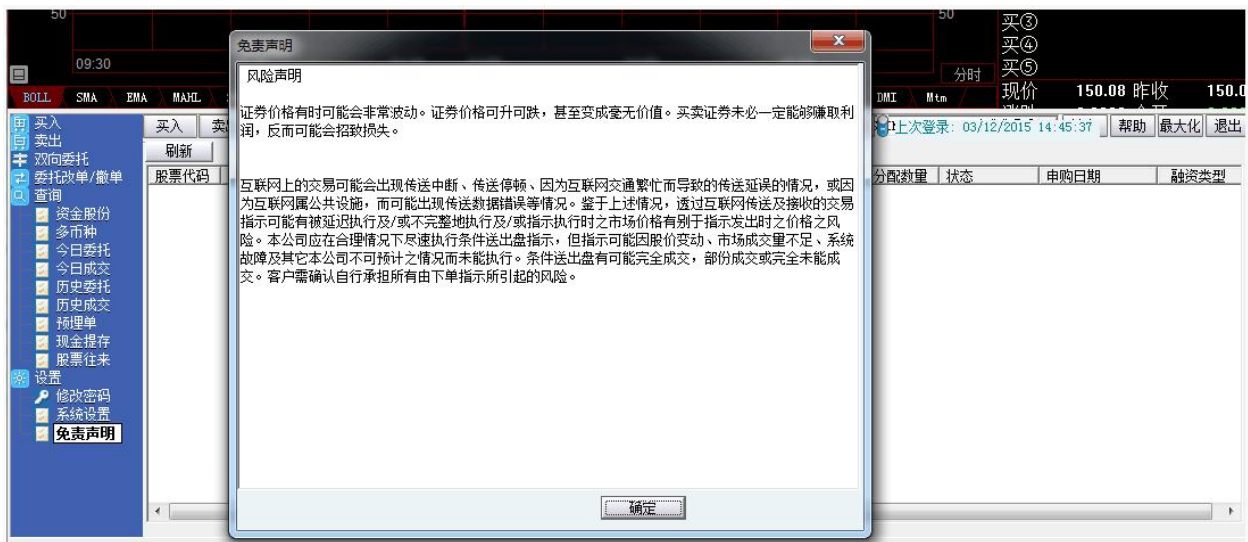 50
50
买③
买④
买⑤
09:30
分时
现价 150.08 昨收 150.0
BOLL SMA EMA MAHL
DMI Mtm
免责声明
风险声明
证券价格有时可能会非常波动。证券价格可升可跌，甚至变成毫无价值。买卖证券未必一定能够赚取利
润，反而可能会招致损失。
互联网上的交易可能会出现传送中断、传送停顿、因为互联网交通繁忙而导致的传送延误的情况，或因
为互联网属公共设施，而可能出现传送数据错误等情况。鉴于上述情况，透过互联网传送及接收的交易
指示可能有被延迟执行及/或不完整地执行及/或指示执行时之市场价格有别于指示发出时之价格之风
险。本公司应在合理情况下尽速执行条件送出盘指示，但指示可能因股价变动、市场成交量不足、系统
故障及其它本公司不可预计之情况而未能执行。条件送出盘有可能完全成交，部份成交或完全未能成
交。客户需确认自行承担所有由下单指示所引起的风险。
确定
买入
卖出
双向委托
委托改单/撤单
查询
资金股份
多币种
今日委托
今日成交
历史委托
历史成交
预埋单
现金提存
股票往来
设置
修改密码
系统设置
免责声明
买入
刷新
股票代码
上次登录: 03/12/2015 14:45:37 帮助 最大化 退出
分配数量 状态 申购日期 融资类型